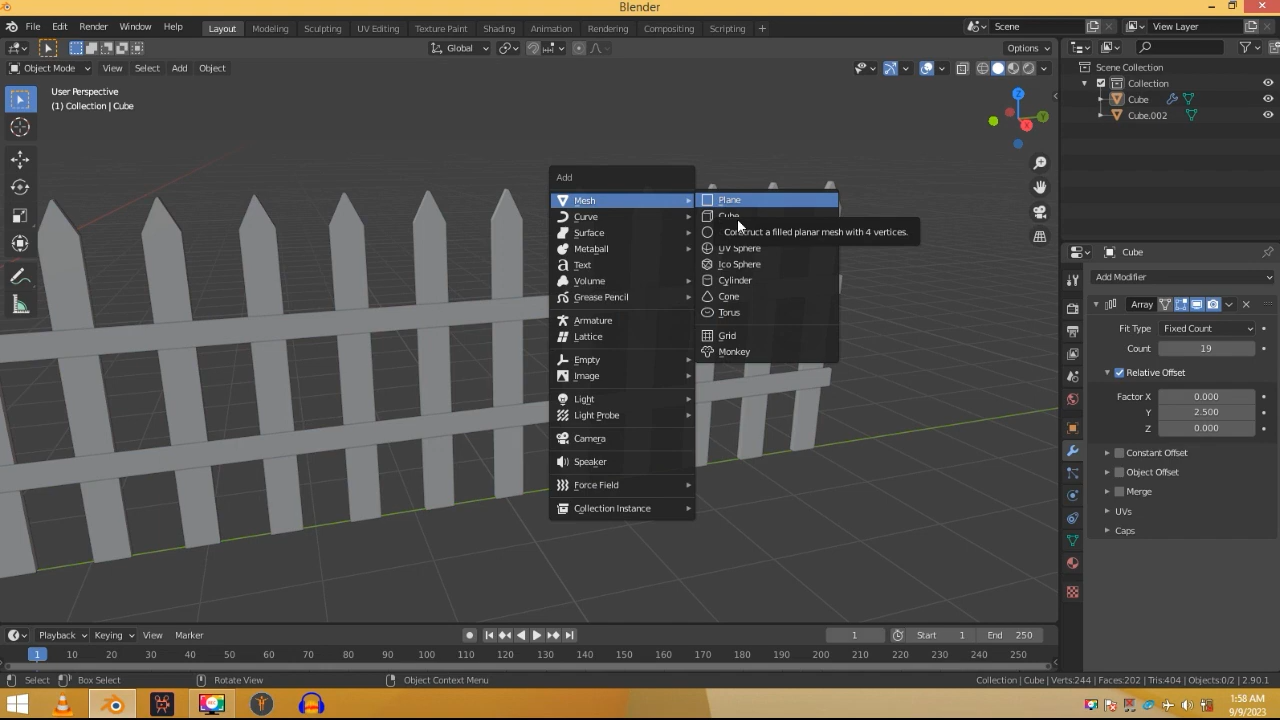 Blender
File Edit Render Window Help Layout Modeling Sculpting UV Editing Texture Paint Shading Animation Rendering Compositing Scripting + Scene View Layer
Global Options
Object Mode View Select Add Object
User Perspective
(1) Collection | Cube
Scene Collection
Collection
Cube
Cube.002
Z
Y
X
Add
Mesh
Curve
Surface
Metaball
Text
Volume
Grease Pencil
Armature
Lattice
Empty
Image
Light
Light Probe
Camera
Speaker
Force Field
Collection Instance
Plane
Cube
Construct a filled planar mesh with 4 vertices.
UV Sphere
Ico Sphere
Cylinder
Cone
Torus
Grid
Monkey
Cube
Add Modifier
Array
Fit Type Fixed Count
Count 19
Relative Offset
Factor X 0.000
Y 2.500
Z 0.000
Constant Offset
Object Offset
Merge
UVs
Caps
Playback Keying View Marker 1 Start 1 End 250
1 10 20 30 40 50 60 70 80 90 100 110 120 130 140 150 160 170 180 190 200 210 220 230 240 250
Select Box Select Rotate View Object Context Menu Collection | Cube | Verts:244 | Faces:202 | Tris:404 | Objects:0/2 | 2.90.1
1:58 AM
9/9/2023